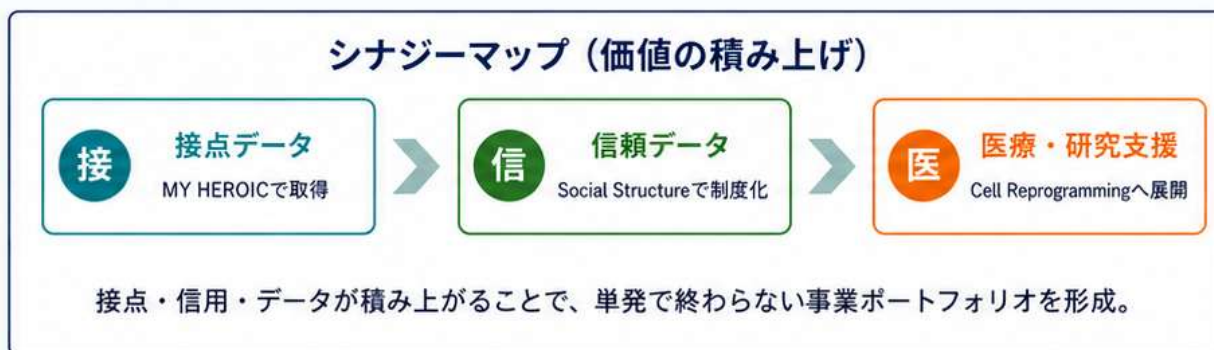 シナジーマップ（価値の積み上げ）
接
接点データ
MY HEROICで取得
信
信頼データ
Social Structureで制度化
医
医療・研究支援
Cell Reprogrammingへ展開
接点・信用・データが積み上がることで、単発で終わらない事業ポートフォリオを形成。